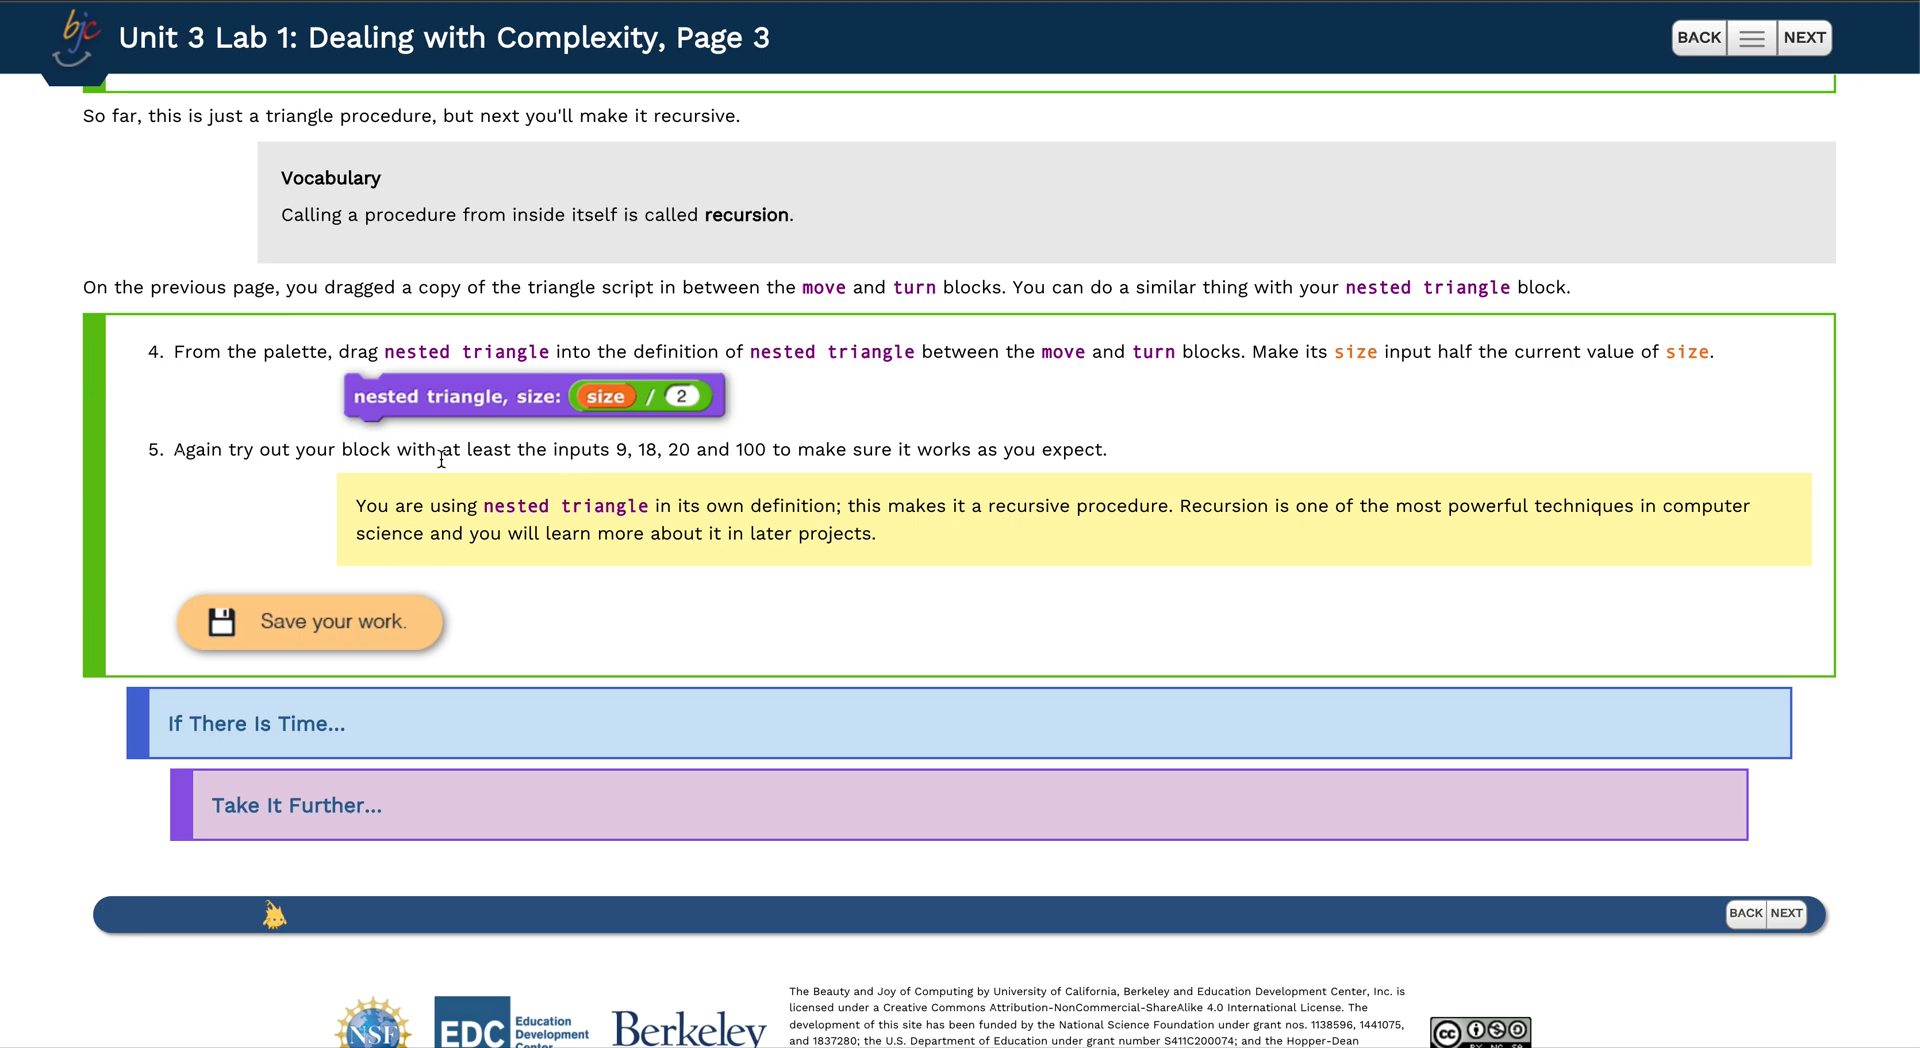 bjc
Unit 3 Lab 1: Dealing with Complexity, Page 3
BACK
NEXT
So far, this is just a triangle procedure, but next you'll make it recursive.
Vocabulary
Calling a procedure from inside itself is called recursion.
On the previous page, you dragged a copy of the triangle script in between the move and turn blocks. You can do a similar thing with your nested triangle block.
4. From the palette, drag nested triangle into the definition of nested triangle between the move and turn blocks. Make its size input half the current value of size.
nested triangle, size: size / 2
5. Again try out your block with at least the inputs 9, 18, 20 and 100 to make sure it works as you expect.
You are using nested triangle in its own definition; this makes it a recursive procedure. Recursion is one of the most powerful techniques in computer
science and you will learn more about it in later projects.
Save your work.
If There Is Time...
Take It Further...
BACK
NEXT
NSF
EDC
Education
Development
Berkeley
The Beauty and Joy of Computing by University of California, Berkeley and Education Development Center, Inc. is
licensed under a Creative Commons Attribution-NonCommercial-ShareAlike 4.0 International License. The
development of this site has been funded by the National Science Foundation under grant nos. 1138596, 1441075,
and 1837280; the U.S. Department of Education under grant number S411C200074; and the Hopper-Dean
cc